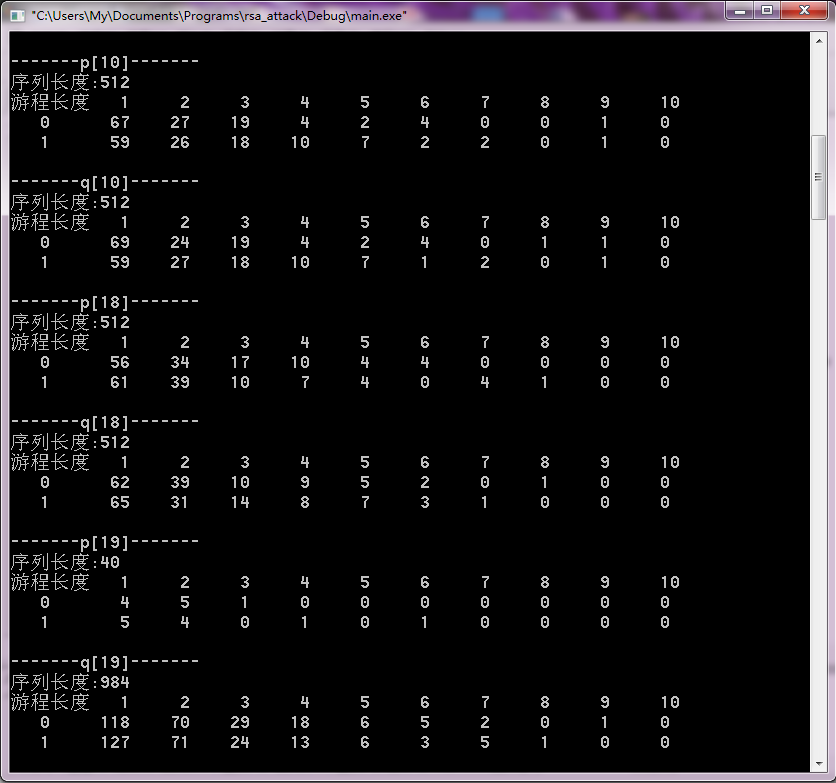 "C:\Users\My\Documents\Programs\rsa_attack\Debug\main.exe"
-------p[10]-------
序列长度:512
游程长度 1 2 3 4 5 6 7 8 9 10
0 67 27 19 4 2 4 0 0 1 0
1 59 26 18 10 7 2 2 0 1 0
-------q[10]-------
序列长度:512
游程长度 1 2 3 4 5 6 7 8 9 10
0 69 24 19 4 2 4 0 1 1 0
1 59 27 18 10 7 1 2 0 1 0
-------p[18]-------
序列长度:512
游程长度 1 2 3 4 5 6 7 8 9 10
0 56 34 17 10 4 4 0 0 0 0
1 61 39 10 7 4 0 4 1 0 0
-------q[18]-------
序列长度:512
游程长度 1 2 3 4 5 6 7 8 9 10
0 62 39 10 9 5 2 0 1 0 0
1 65 31 14 8 7 3 1 0 0 0
-------p[19]-------
序列长度:40
游程长度 1 2 3 4 5 6 7 8 9 10
0 4 5 1 0 0 0 0 0 0 0
1 5 4 0 1 0 1 0 0 0 0
-------q[19]-------
序列长度:984
游程长度 1 2 3 4 5 6 7 8 9 10
0 118 70 29 18 6 5 2 0 1 0
1 127 71 24 13 6 3 5 1 0 0